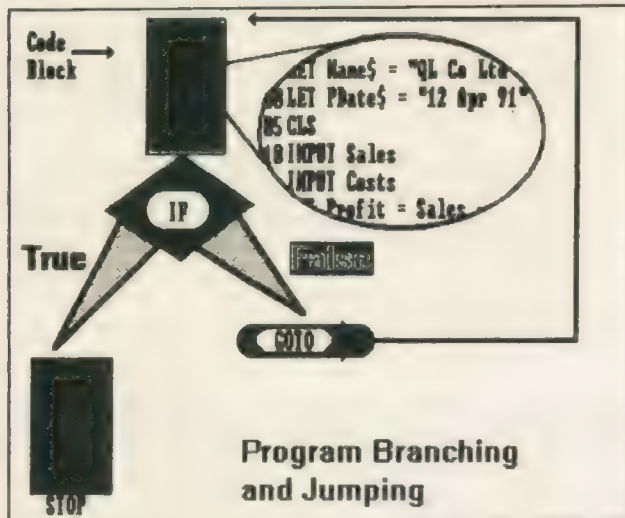 Code
Block
LET Name$ = "QL Co Ltd
LET PDate$ = "12 Apr 91"
CLS
INPUT Sales
INPUT Costs
Profit = Sales
IF
True
False
GOTO
STOP
Program Branching
and Jumping